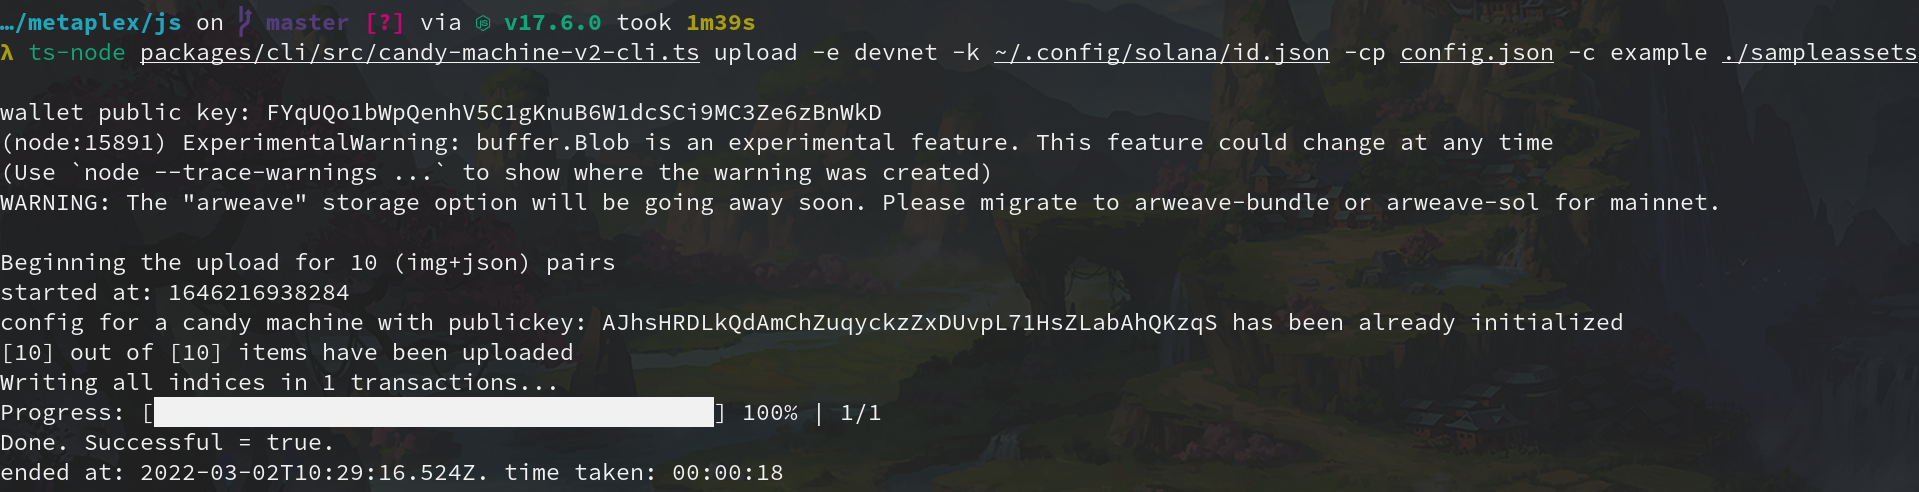 …/metaplex/js on master [?] via v17.6.0 took 1m39s
λ ts-node packages/cli/src/candy-machine-v2-cli.ts upload -e devnet -k ~/.config/solana/id.json -cp config.json -c example ./sampleassets
wallet public key: FYqUQo1bWpQenhV5C1gKnuB6W1dcSCi9MC3Ze6zBnWkD
(node:15891) ExperimentalWarning: buffer.Blob is an experimental feature. This feature could change at any time
(Use `node --trace-warnings ...` to show where the warning was created)
WARNING: The "arweave" storage option will be going away soon. Please migrate to arweave-bundle or arweave-sol for mainnet.
Beginning the upload for 10 (img+json) pairs
started at: 1646216938284
config for a candy machine with publickey: AJhsHRDLkQdAmChZuqyckzZxDUvpL71HsZLabAhQKzqS has been already initialized
[10] out of [10] items have been uploaded
Writing all indices in 1 transactions...
Progress: [] 100% | 1/1
Done. Successful = true.
ended at: 2022-03-02T10:29:16.524Z. time taken: 00:00:18